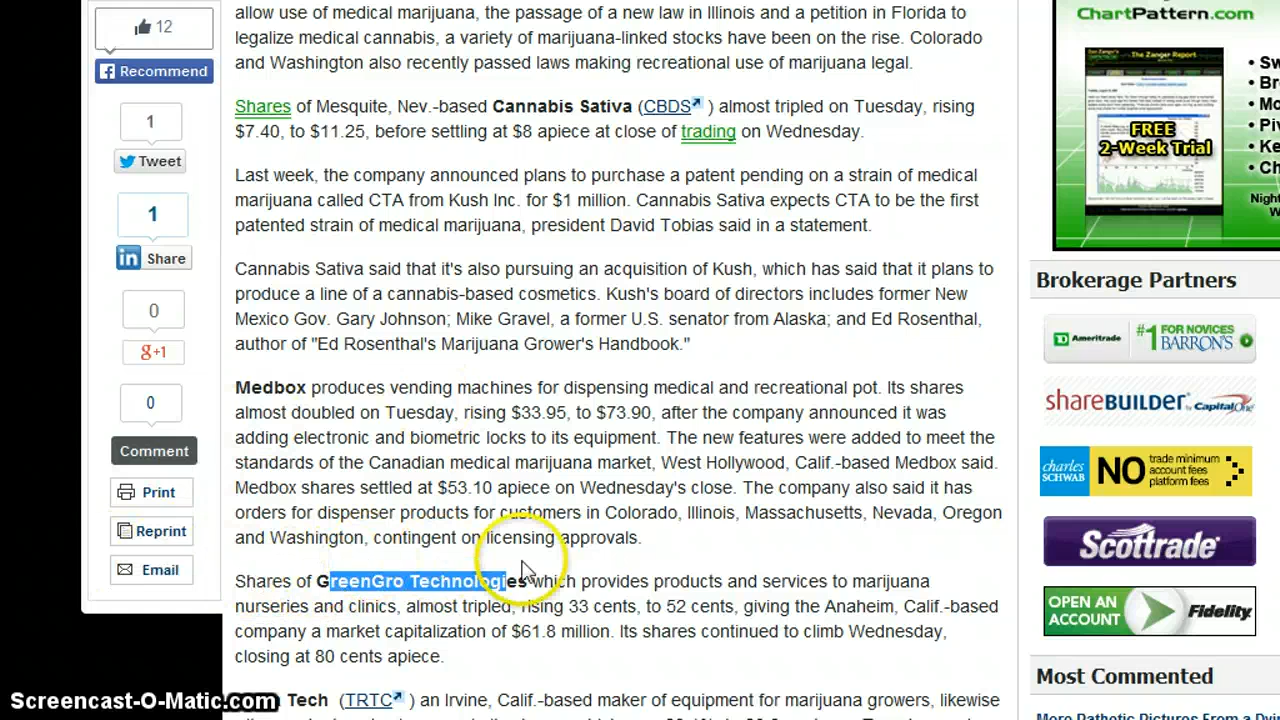 12
Recommend
1
Tweet
1
in Share
0
g+1
0
Comment
Print
Reprint
Email
allow use of medical marijuana, the passage of a new law in Illinois and a petition in Florida to
legalize medical cannabis, a variety of marijuana-linked stocks have been on the rise. Colorado
and Washington laws making recreational use of marijuana legal.
Shares of Mesquite Cannabis Sativa (CBDS ) almost tripled on Tuesday, rising
$7.40, to $11.25, before settling at $8 apiece at close of trading on Wednesday.
Last week, the company announced plans to purchase a patent pending on a strain of medical
marijuana called CTA from Kush Inc. for $1 million. Cannabis Sativa expects CTA to be the first
patented strain of medical marijuana, president David Tobias said in a statement.
Cannabis Sativa said that it's also pursuing an acquisition of Kush, which has said that it plans to
produce a line of a cannabis-based cosmetics. Kush's board of directors includes former New
Mexico Gov. Gary Johnson; Mike Gravel, a former U.S. senator from Alaska; and Ed Rosenthal,
author of "Ed Rosenthal's Marijuana Grower's Handbook."
Medbox produces vending machines for dispensing medical and recreational pot. Its shares
almost doubled on Tuesday, rising $33.95, to $73.90, after the company announced it was
adding electronic and biometric locks to its equipment. The new features were added to meet the
standards of the Canadian medical marijuana market, West Hollywood, Calif.-based Medbox said.
Medbox shares settled at $53.10 apiece on Wednesday's close. The company also said it has
orders for dispenser products for customers in Colorado, Illinois, Massachusetts, Nevada, Oregon
and Washington, contingent on licensing approvals.
Shares of GreenGro Technologies which provides products and services to marijuana
nurseries and clinics, almost tripled, rising 33 cents, to 52 cents, giving the Anaheim, Calif.-based
company a market capitalization of $61.8 million. Its shares continued to climb Wednesday,
closing at 80 cents apiece.
Tech (TRTC ) an Irvine, Calif.-based maker of equipment for marijuana growers, likewise
Screencast-O-Matic.com
ChartPattern.com
The Zanger Report
FREE
2-Week Trial
Brokerage Partners
Ameritrade #1 FOR NOVICES BARRON'S
shareBUILDER by CapitalOne
charles SCHWAB NO trade minimum account fees platform fees
Scottrade
OPEN AN ACCOUNT Fidelity
Most Commented
More Pathetic Pictures From a